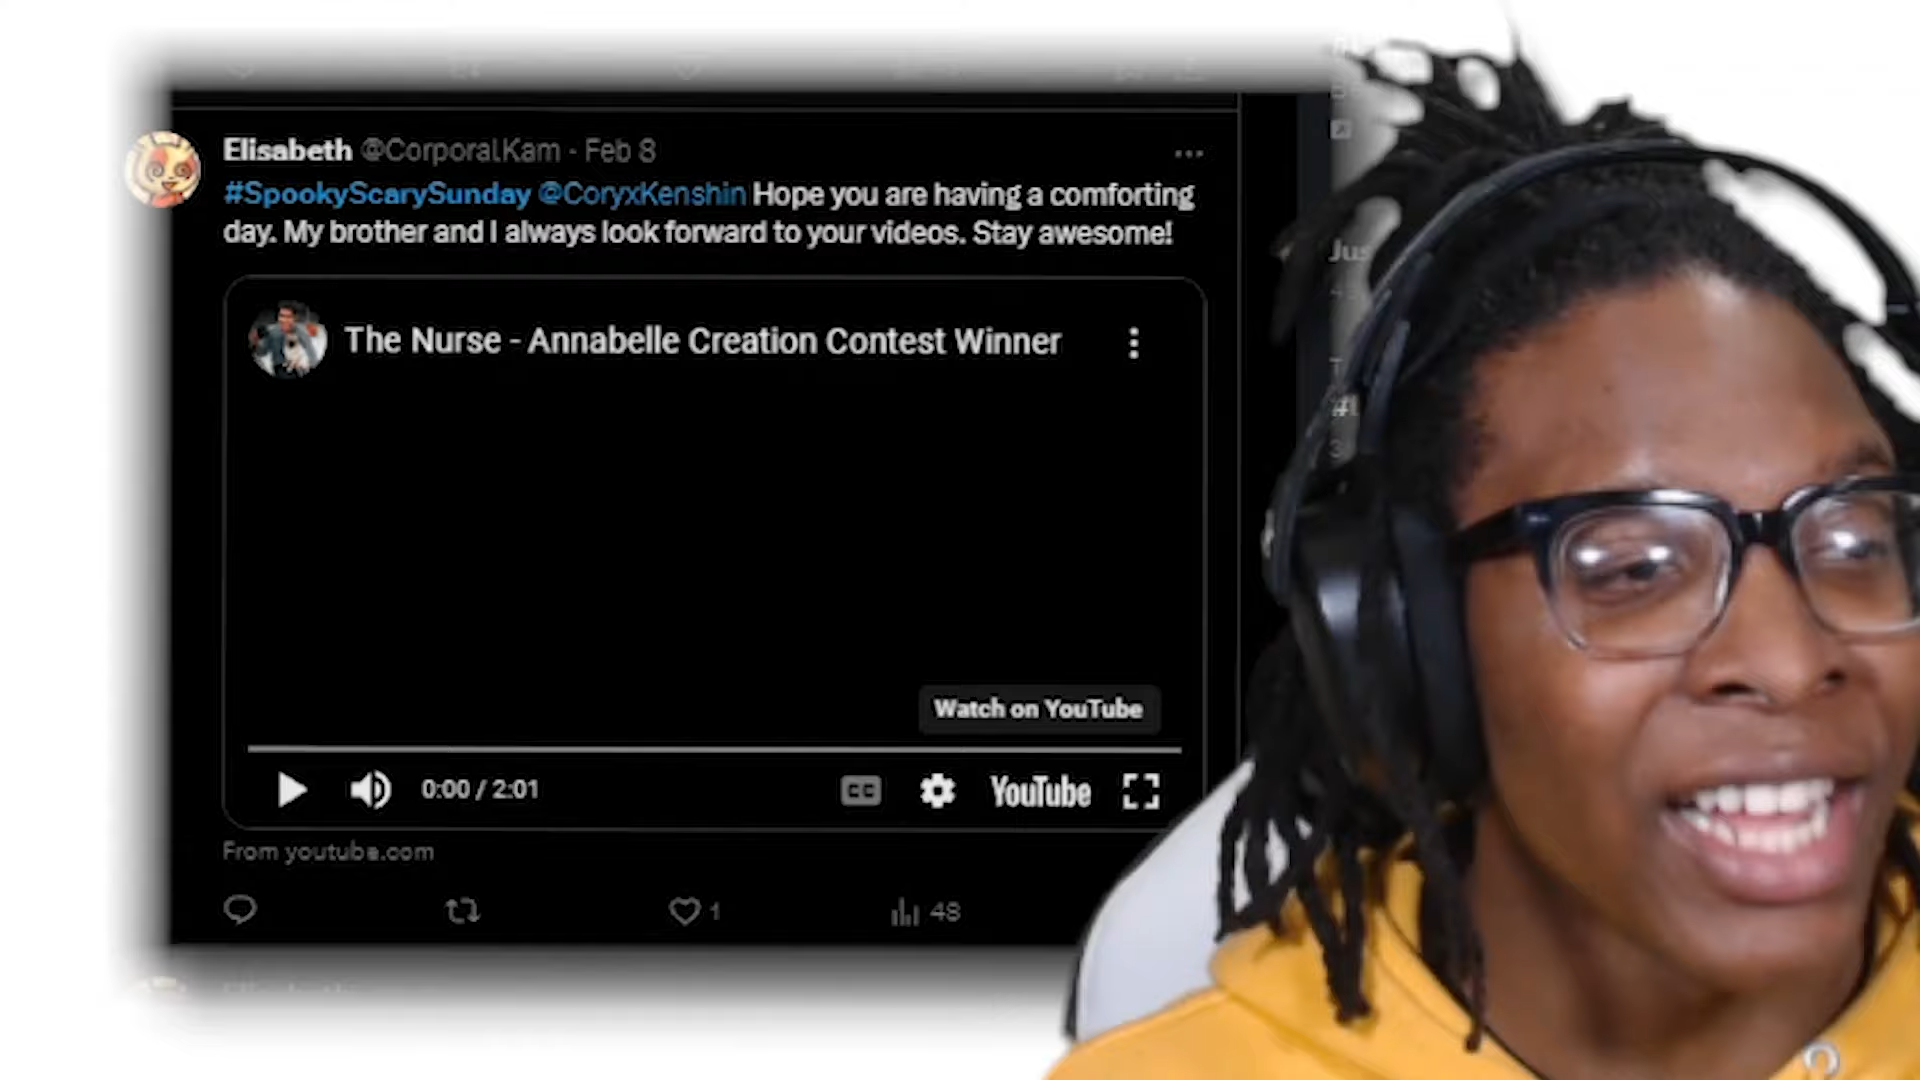 Elisabeth @CorporalKam · Feb 8
#SpookyScarySunday @CoryxKenshin Hope you are having a comforting
day. My brother and I always look forward to your videos. Stay awesome!
The Nurse - Annabelle Creation Contest Winner
Watch on YouTube
0:00 / 2:01
CC
YouTube
From youtube.com
1
48
Jus